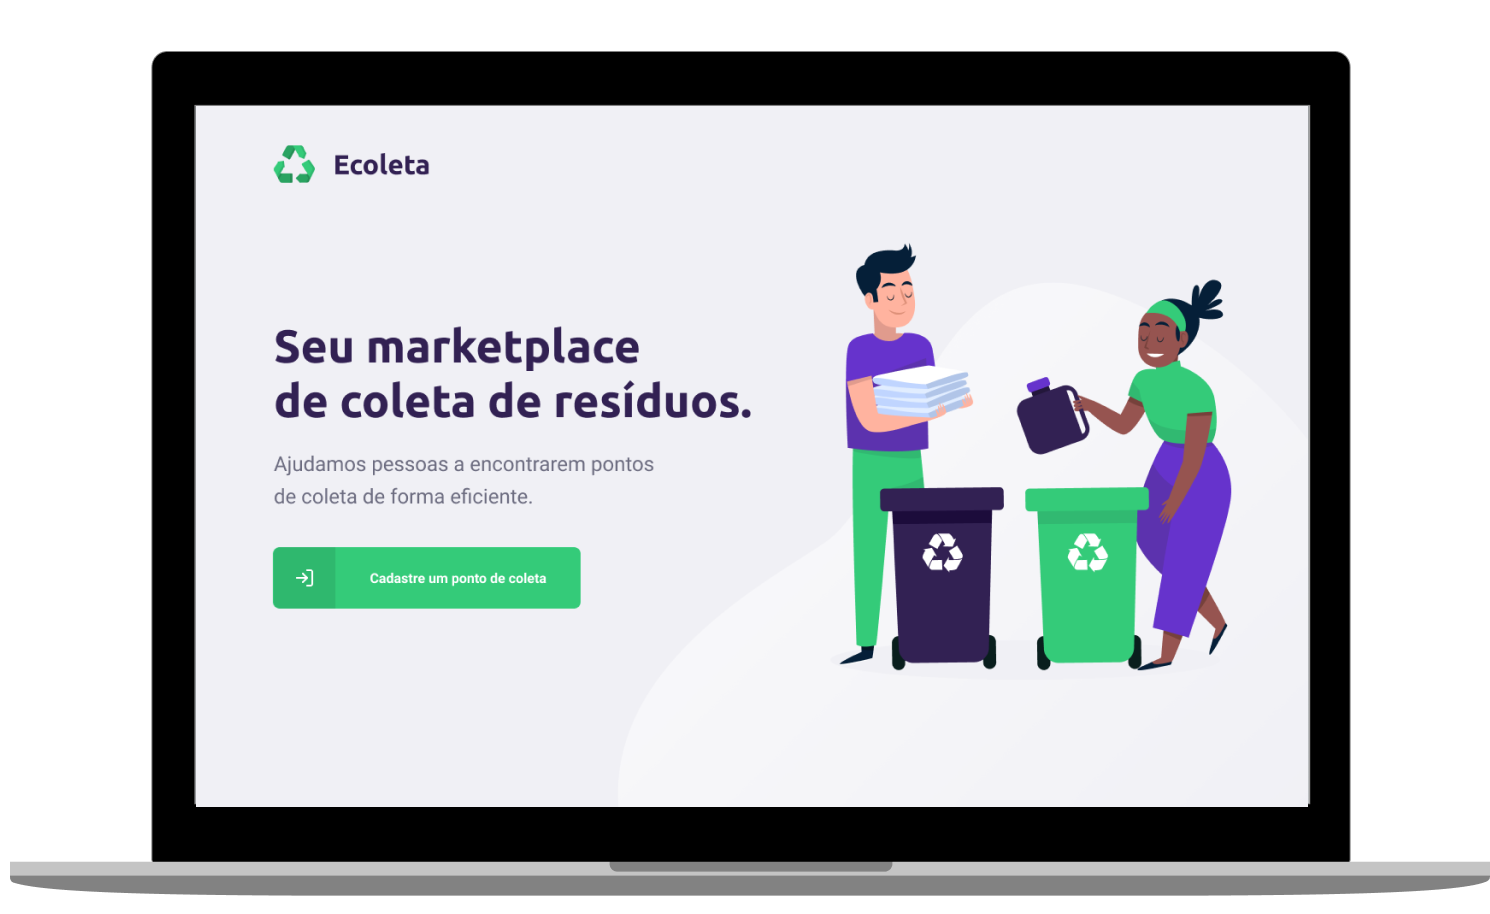 Ecoleta
Seu marketplace
de coleta de resíduos.
Ajudamos pessoas a encontrarem pontos
de coleta de forma eficiente.
Cadastre um ponto de coleta